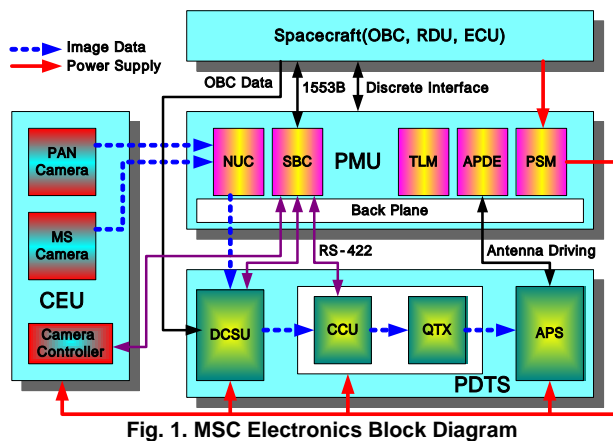 Spacecraft(OBC, RDU, ECU)
Image Data
Power Supply
OBC Data
1553B
Discrete Interface
PAN
Camera
MS
Camera
CEU
Camera
Controller
NUC
SBC
PMU
TLM
APDE
PSM
Back Plane
RS-422
Antenna Driving
DCSU
CCU
QTX
APS
PDTS
Fig. 1. MSC Electronics Block Diagram